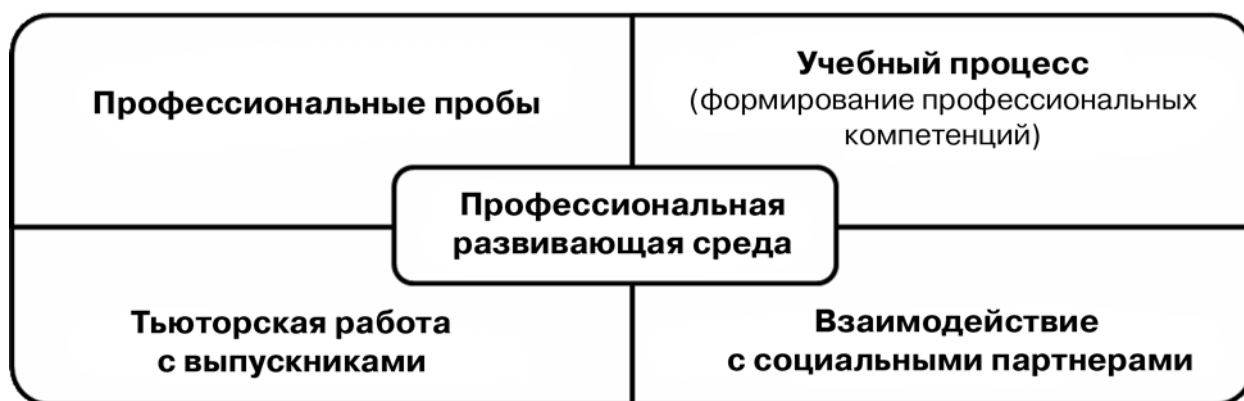 Профессиональные пробы
Учебный процесс
(формирование профессиональных
компетенций)
Профессиональная
развивающая среда
Тьюторская работа
с выпускниками
Взаимодействие
с социальными партнерами